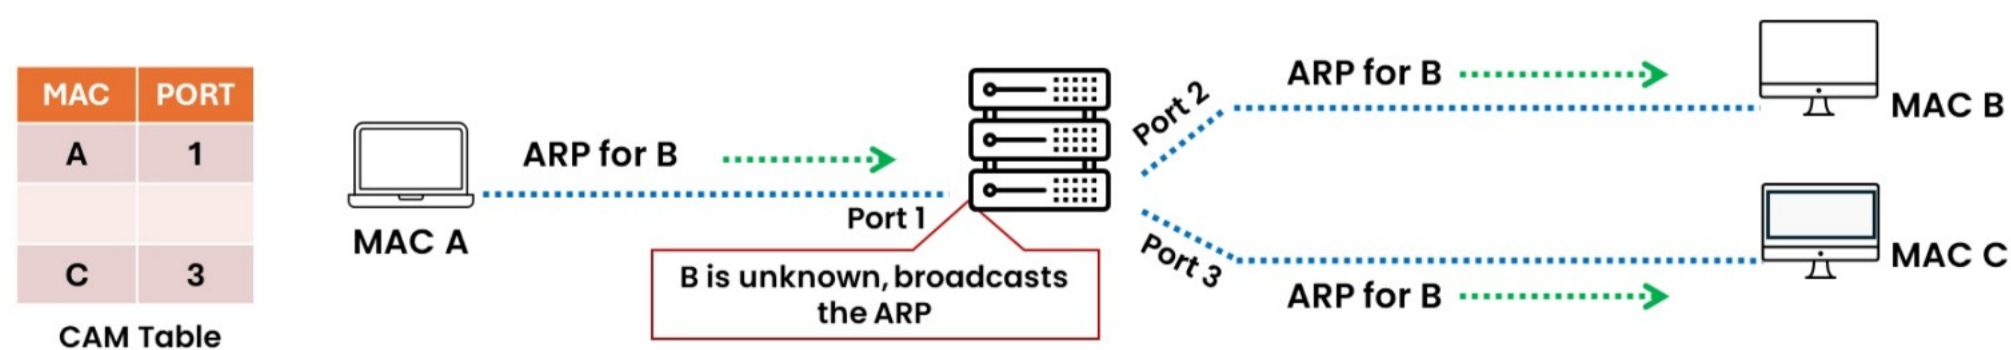 MAC PORT
A 1
C 3
CAM Table
MAC A
ARP for B
Port 1
B is unknown, broadcasts
the ARP
Port 2
ARP for B
MAC B
Port 3
ARP for B
MAC C